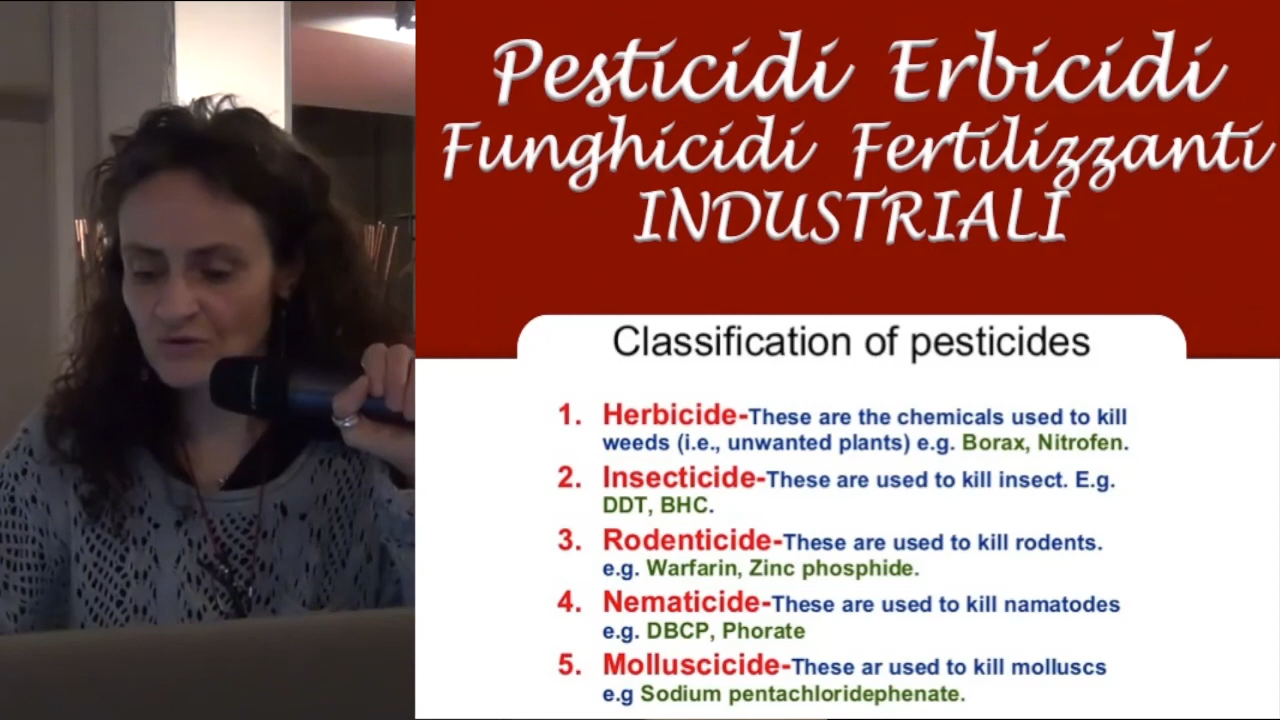 Pesticidi Erbicidi
Funghicidi Fertilizzanti
INDUSTRIALI
Classification of pesticides
1. Herbicide-These are the chemicals used to kill
weeds (i.e., unwanted plants) e.g. Borax, Nitrofen.
2. Insecticide-These are used to kill insect. E.g.
DDT, BHC.
3. Rodenticide-These are used to kill rodents.
e.g. Warfarin, Zinc phosphide.
4. Nematicide-These are used to kill namatodes
e.g. DBCP, Phorate
5. Molluscicide-These ar used to kill molluscs
e.g Sodium pentachloridephenate.